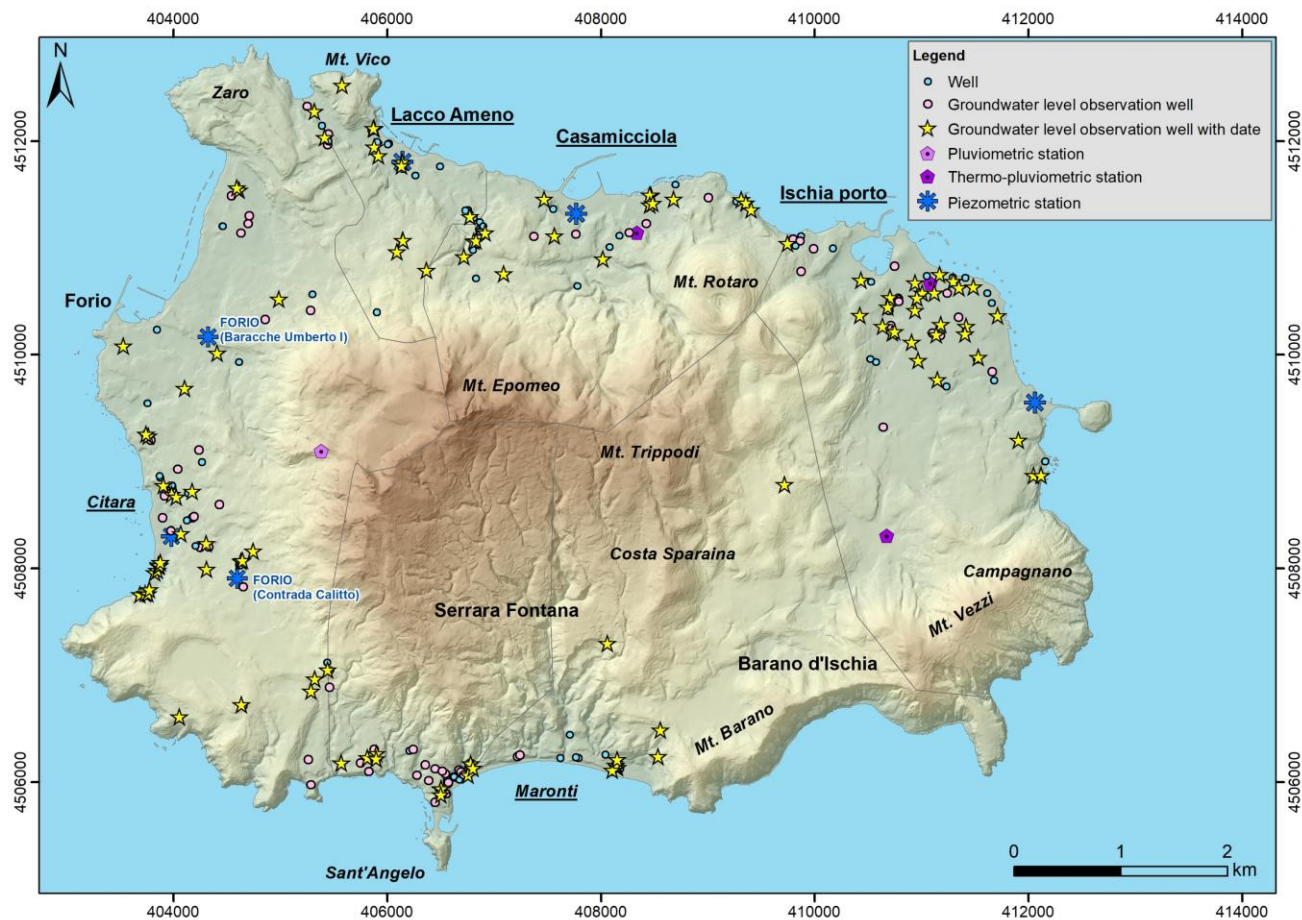 404000 406000 408000 410000 412000 414000
N
Mt. Vico
Zaro
Lacco Ameno
Casamicciola
Ischia porto
Legend
Well
Groundwater level observation well
Groundwater level observation well with date
Pluviometric station
Thermo-pluviometric station
Piezometric station
4512000 4512000
Mt. Rotaro
Forio
FORIO
(Baracche Umberto I)
4510000 4510000
Mt. Epomeo
Mt. Trippodi
Citara
Costa Sparaina
Campagnano
4508000 4508000
FORIO
(Contrada Calitto)
Serrara Fontana
Mt. Vezzi
Barano d'Ischia
Mt. Barano
4506000 4506000
Maronti
Sant'Angelo
0 1 2
km
404000 406000 408000 410000 412000 414000